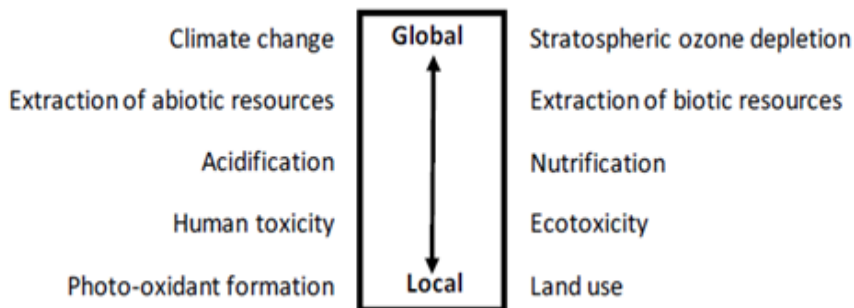 Climate change Global Stratospheric ozone depletion
Extraction of abiotic resources Extraction of biotic resources
Acidification Nutrification
Human toxicity Ecotoxicity
Photo-oxidant formation Local Land use